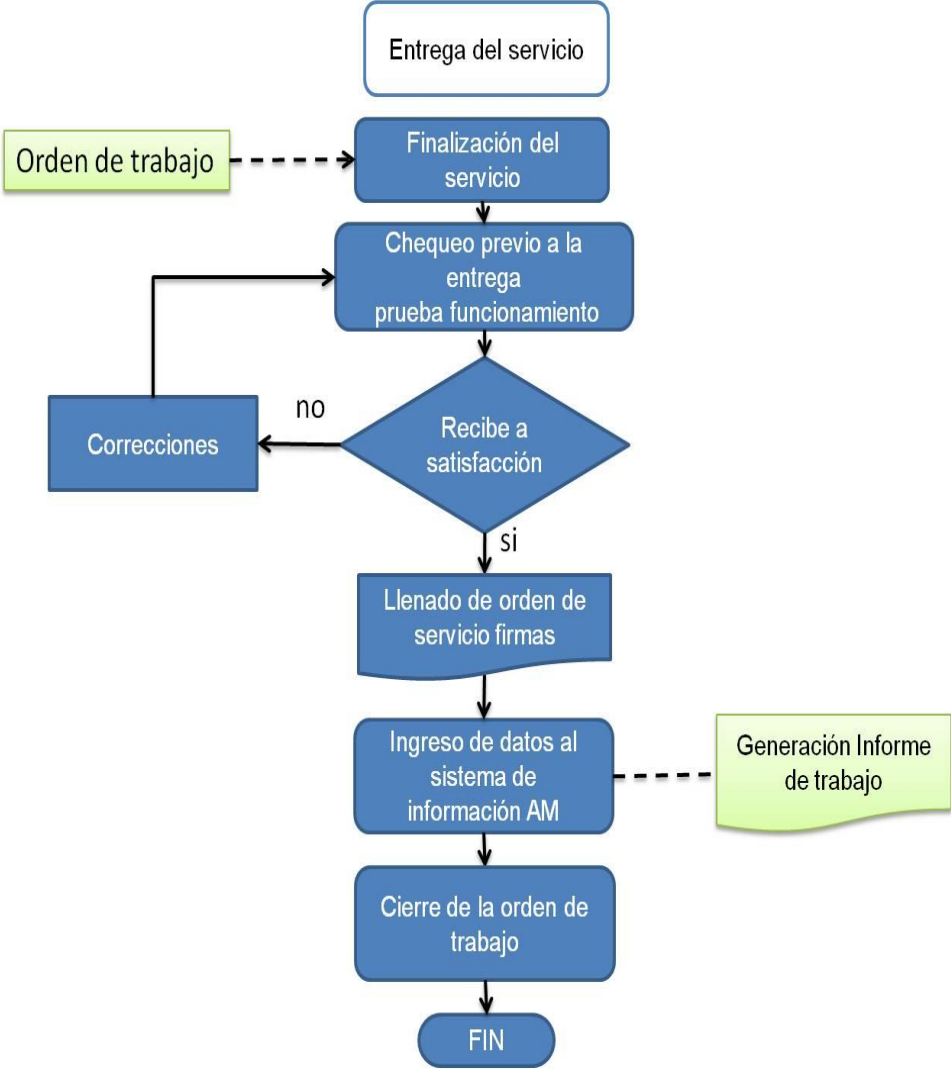 Entrega del servicio
Orden de trabajo
Finalización del
servicio
Chequeo previo a la
entrega
prueba funcionamiento
no
Correcciones
Recibe a
satisfacción
si
Llenado de orden de
servicio firmas
Ingreso de datos al
sistema de
información AM
Generación Informe
de trabajo
Cierre de la orden de
trabajo
FIN